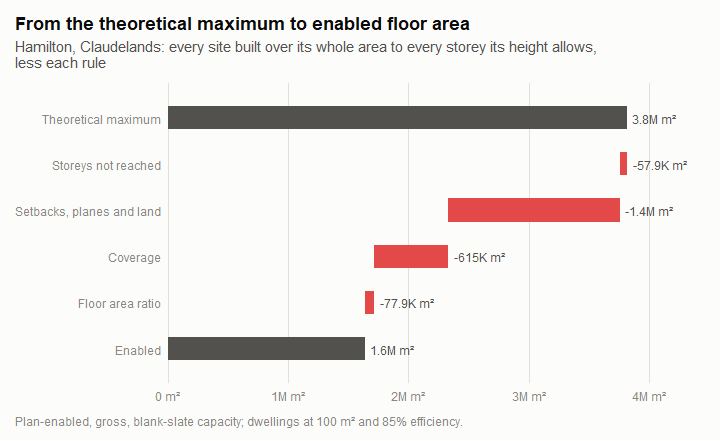 From the theoretical maximum to enabled floor area
Hamilton, Claudelands: every site built over its whole area to every storey its height allows,
less each rule
Theoretical maximum
3.8M m²
Storeys not reached
-57.9K m²
Setbacks, planes and land
-1.4M m²
Coverage
-615K m²
Floor area ratio
-77.9K m²
Enabled
1.6M m²
0 m²
1M m²
2M m²
3M m²
4M m²
Plan-enabled, gross, blank-slate capacity; dwellings at 100 m² and 85% efficiency.